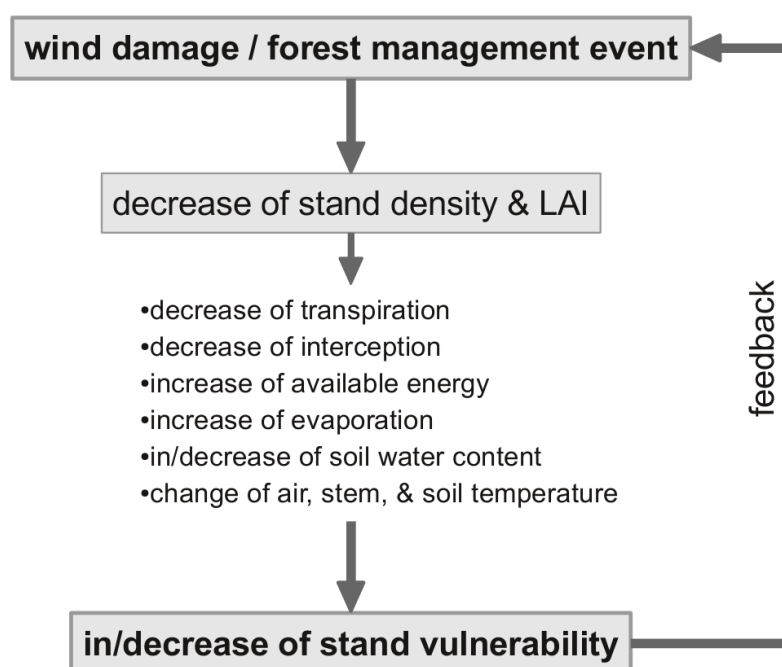 wind damage / forest management event
decrease of stand density & LAI
•decrease of transpiration
•decrease of interception
•increase of available energy
•increase of evaporation
•in/decrease of soil water content
•change of air, stem, & soil temperature
in/decrease of stand vulnerability
feedback